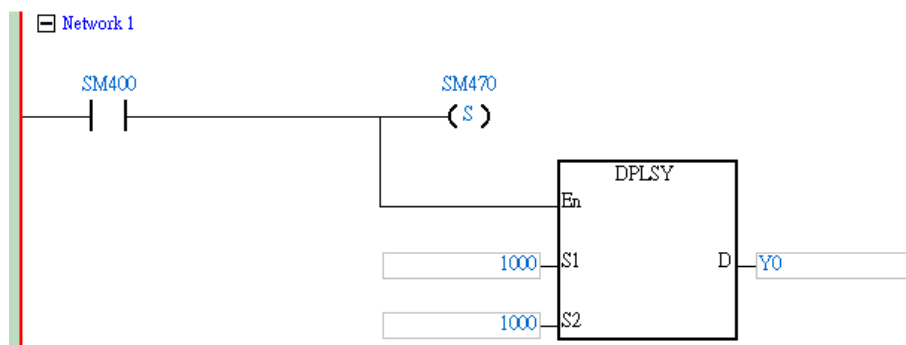 Network 1
SM400
SM470
S
DPLSY
En
1000 S1 D Y0
1000 S2